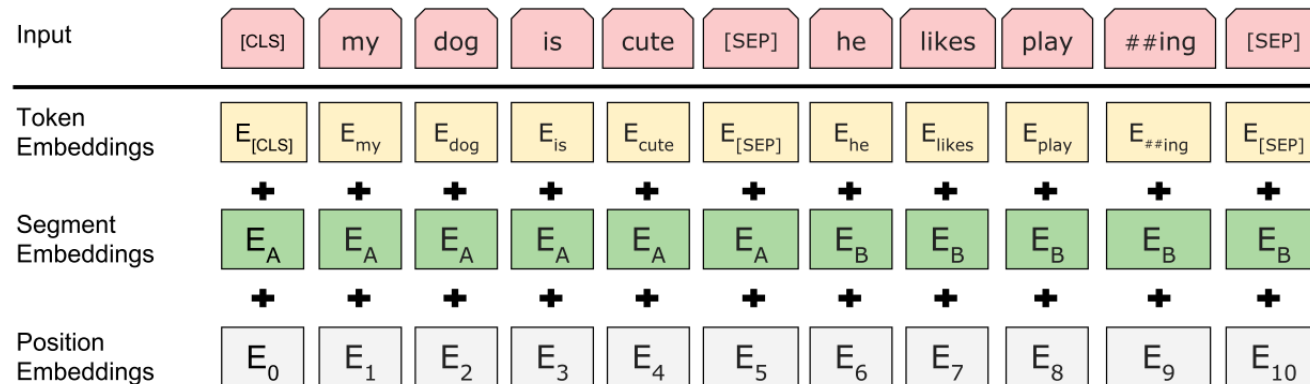 Input [CLS] my dog is cute [SEP] he likes play ##ing [SEP]
Token Embeddings E[CLS] Emy Edog Eis Ecute E[SEP] Ehe Elikes Eplay E##ing E[SEP]
+ + + + + + + + + + +
Segment Embeddings EA EA EA EA EA EA EB EB EB EB EB
+ + + + + + + + + + +
Position Embeddings E0 E1 E2 E3 E4 E5 E6 E7 E8 E9 E10